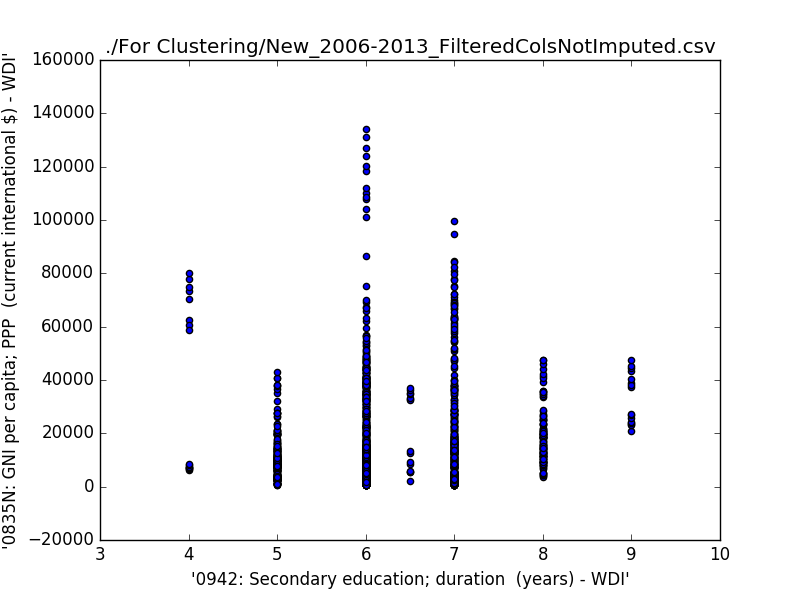 ./For Clustering/New_2006-2013_FilteredColsNotImputed.csv
'0835N: GNI per capita; PPP  (current international $) - WDI'
160000
140000
120000
100000
80000
60000
40000
20000
0
−20000
3 4 5 6 7 8 9 10
'0942: Secondary education; duration  (years) - WDI'